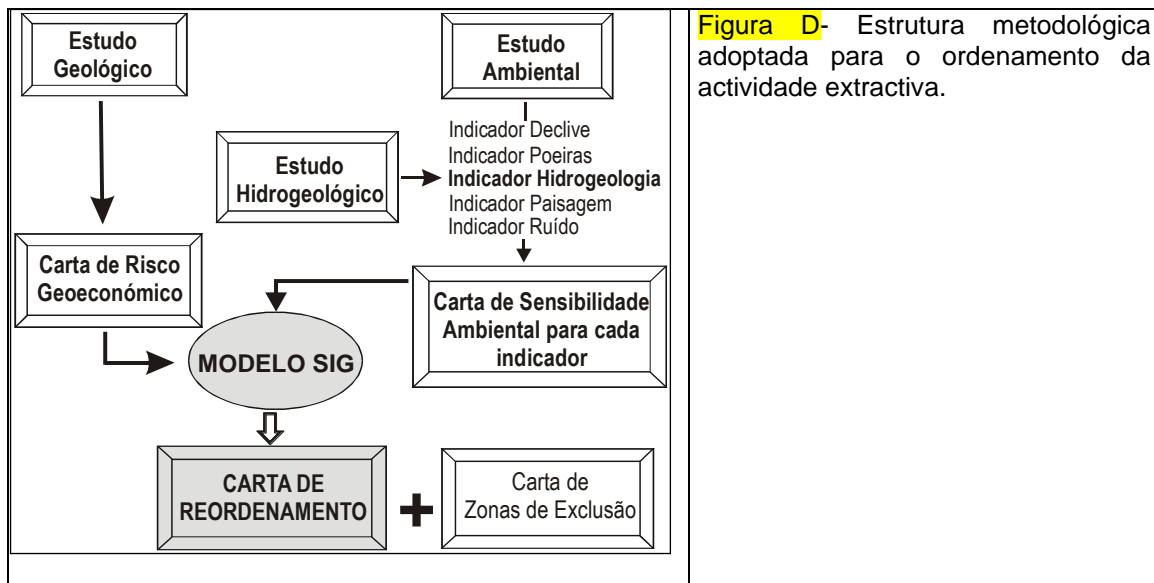 Estudo
Geológico
Estudo
Ambiental
Indicador Declive
Indicador Poeiras
Indicador Hidrogeologia
Indicador Paisagem
Indicador Ruído
Estudo
Hidrogeológico
Carta de Risco
Geoeconómico
Carta de Sensibilidade
Ambiental para cada
indicador
MODELO SIG
CARTA DE
REORDENAMENTO
+
Carta de
Zonas de Exclusão
Figura D- Estrutura metodológica
adoptada para o ordenamento da
actividade extractiva.